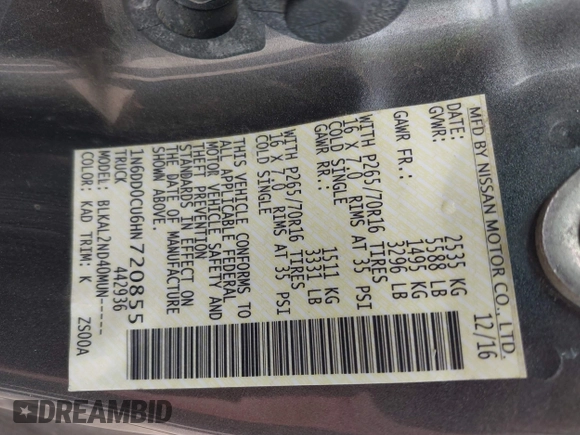 MFD BY NISSAN MOTOR CO., LTD.
DATE: 12/16
GVWR: 2535 KG
5588 LB
GAWR FR: 1495 KG
3296 LB
WITH P265/70R16 TIRES
16 X 7.0 RIMS AT 35 PSI
COLD SINGLE
GAWR RR: 1511 KG
3331 LB
WITH P265/70R16 TIRES
16 X 7.0 RIMS AT 35 PSI
COLD SINGLE
THIS VEHICLE CONFORMS TO
ALL APPLICABLE FEDERAL
MOTOR VEHICLE SAFETY AND
THEFT PREVENTION
STANDARDS IN EFFECT ON
THE DATE OF MANUFACTURE
SHOWN ABOVE.
1N6DD0CU6HN720855
TRUCK 442936
MODEL: BLKAL2ND40MUN-----
COLOR: KAD TRIM: K ZS00A
DREAMBID